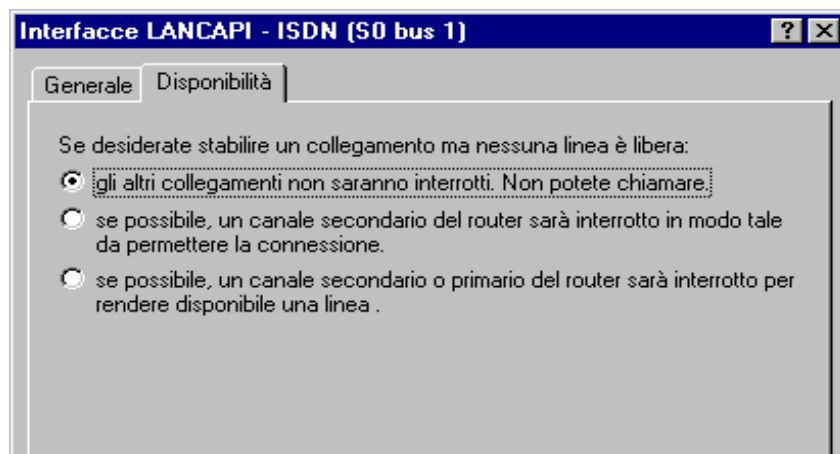 Interfacce LANCAPI - ISDN (S0 bus 1)
Generale
Disponibilità
Se desiderate stabilire un collegamento ma nessuna linea è libera:
gli altri collegamenti non saranno interrotti. Non potete chiamare.
se possibile, un canale secondario del router sarà interrotto in modo tale
da permettere la connessione.
se possibile, un canale secondario o primario del router sarà interrotto per
rendere disponibile una linea .